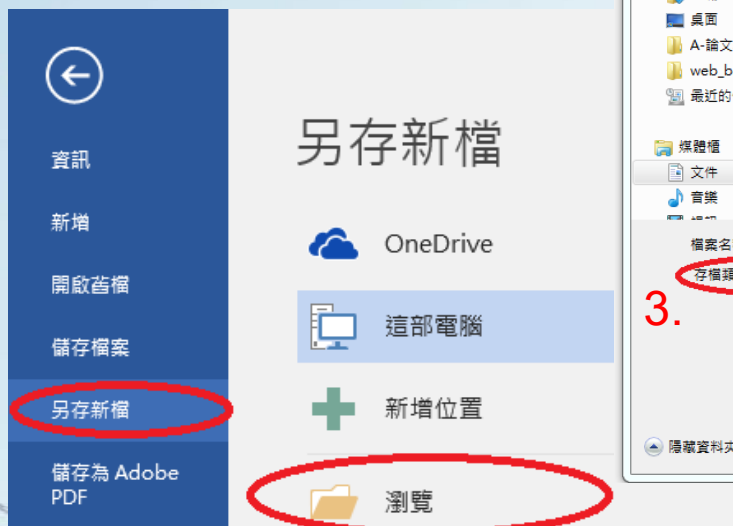 資訊
新增
開啟舊檔
儲存檔案
另存新檔
儲存為 Adobe
PDF
另存新檔
OneDrive
這部電腦
新增位置
瀏覽
桌面
A-論文
web_b
最近的
媒體櫃
文件
音樂
檔案名
存檔類
3.
隱藏資料夾